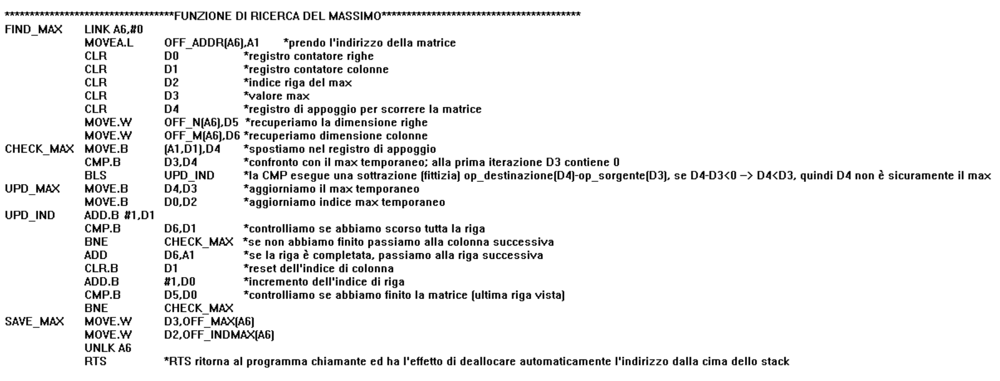 **********************************FUNZIONE DI RICERCA DEL MASSIMO****************************************
FIND_MAX LINK A6,#0
MOVEA.L OFF_ADDR(A6),A1 *prendo l'indirizzo della matrice
CLR D0 *registro contatore righe
CLR D1 *registro contatore colonne
CLR D2 *indice riga del max
CLR D3 *valore max
CLR D4 *registro di appoggio per scorrere la matrice
MOVE.W OFF_N(A6),D5 *recuperiamo la dimensione righe
MOVE.W OFF_M(A6),D6 *recuperiamo dimensione colonne
CHECK_MAX MOVE.B (A1,D1),D4 *spostiamo nel registro di appoggio
CMP.B D3,D4 *confronto con il max temporaneo; alla prima iterazione D3 contiene 0
BLS UPD_IND *la CMP esegue una sottrazione (fittizia) op_destinazione(D4)-op_sorgente(D3), se D4-D3<0 –> D4<D3, quindi D4 non è sicuramente il max
UPD_MAX MOVE.B D4,D3 *aggiorniamo il max temporaneo
MOVE.B D0,D2 *aggiorniamo indice max temporaneo
UPD_IND ADD.B #1,D1
CMP.B D6,D1 *controlliamo se abbiamo scorso tutta la riga
BNE CHECK_MAX *se non abbiamo finito passiamo alla colonna successiva
ADD D6,A1 *se la riga è completata, passiamo alla riga successiva
CLR.B D1 *reset dell'indice di colonna
ADD.B #1,D0 *incremento dell'indice di riga
CMP.B D5,D0 *controlliamo se abbiamo finito la matrice (ultima riga vista)
BNE CHECK_MAX
SAVE_MAX MOVE.W D3,OFF_MAX(A6)
MOVE.W D2,OFF_INDMAX(A6)
UNLK A6
RTS *RTS ritorna al programma chiamante ed ha l'effetto di deallocare automaticamente l'indirizzo dalla cima dello stack